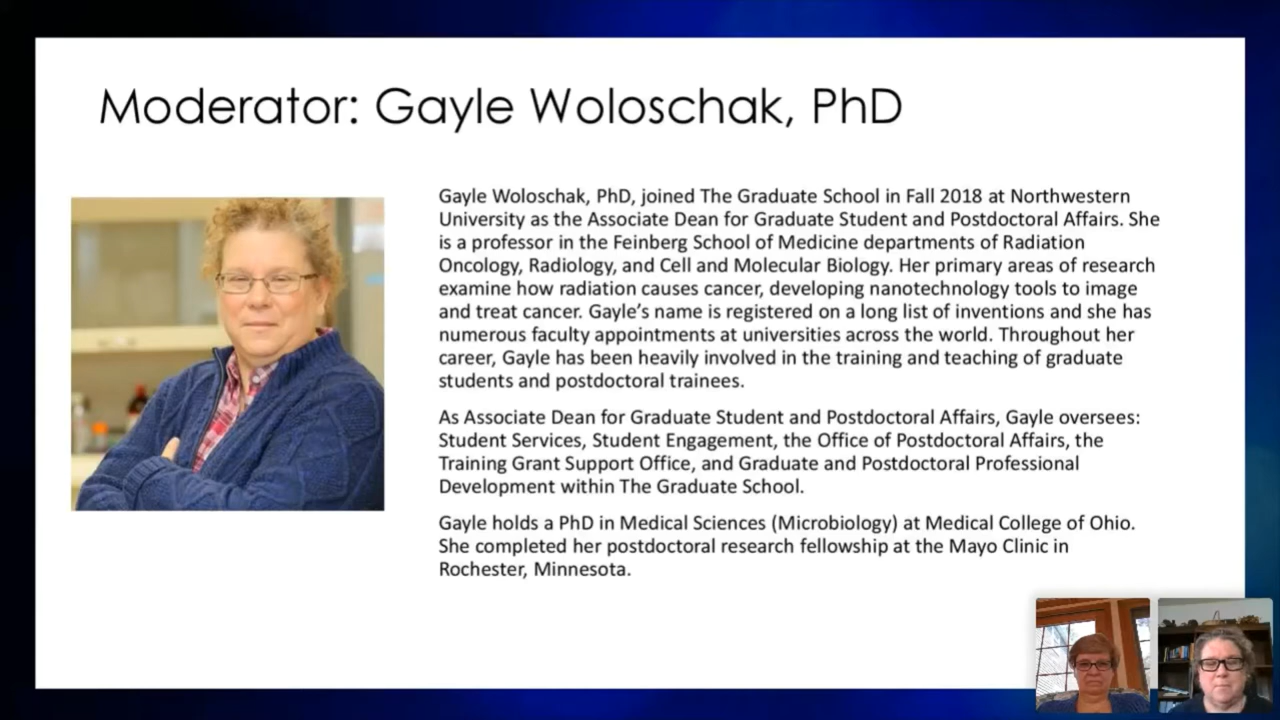 Moderator: Gayle Woloschak, PhD
Gayle Woloschak, PhD, joined The Graduate School in Fall 2018 at Northwestern
University as the Associate Dean for Graduate Student and Postdoctoral Affairs. She
is a professor in the Feinberg School of Medicine departments of Radiation
Oncology, Radiology, and Cell and Molecular Biology. Her primary areas of research
examine how radiation causes cancer, developing nanotechnology tools to image
and treat cancer. Gayle’s name is registered on a long list of inventions and she has
numerous faculty appointments at universities across the world. Throughout her
career, Gayle has been heavily involved in the training and teaching of graduate
students and postdoctoral trainees.
As Associate Dean for Graduate Student and Postdoctoral Affairs, Gayle oversees:
Student Services, Student Engagement, the Office of Postdoctoral Affairs, the
Training Grant Support Office, and Graduate and Postdoctoral Professional
Development within The Graduate School.
Gayle holds a PhD in Medical Sciences (Microbiology) at Medical College of Ohio.
She completed her postdoctoral research fellowship at the Mayo Clinic in
Rochester, Minnesota.